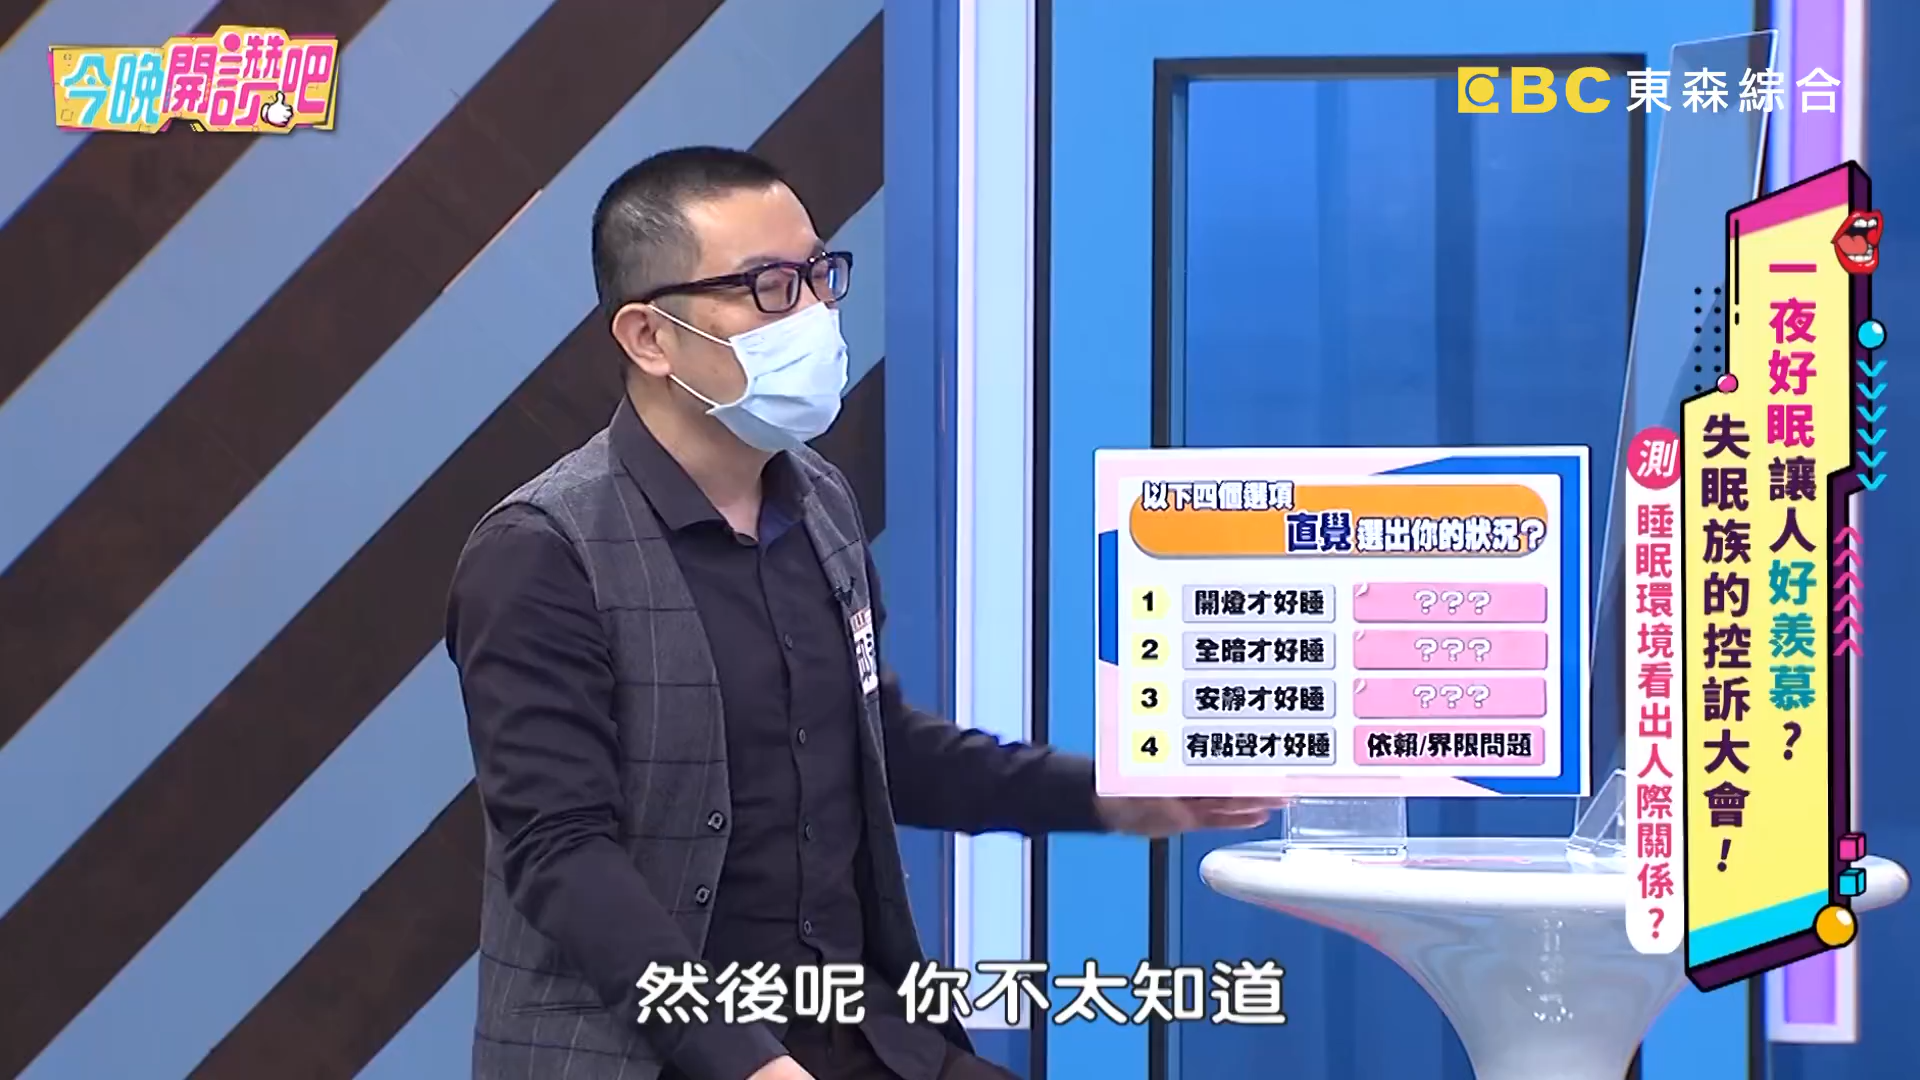 今晚開讚吧
EBC 東森綜合
一夜好眠讓人好羨慕?
失眠族的控訴大會!
測 睡眠環境看出人際關係?
以下四個選項
直覺 選出你的狀況?
1 開燈才好睡 ???
2 全暗才好睡 ???
3 安靜才好睡 ???
4 有點聲才好睡 依賴/界限問題
然後呢 你不太知道